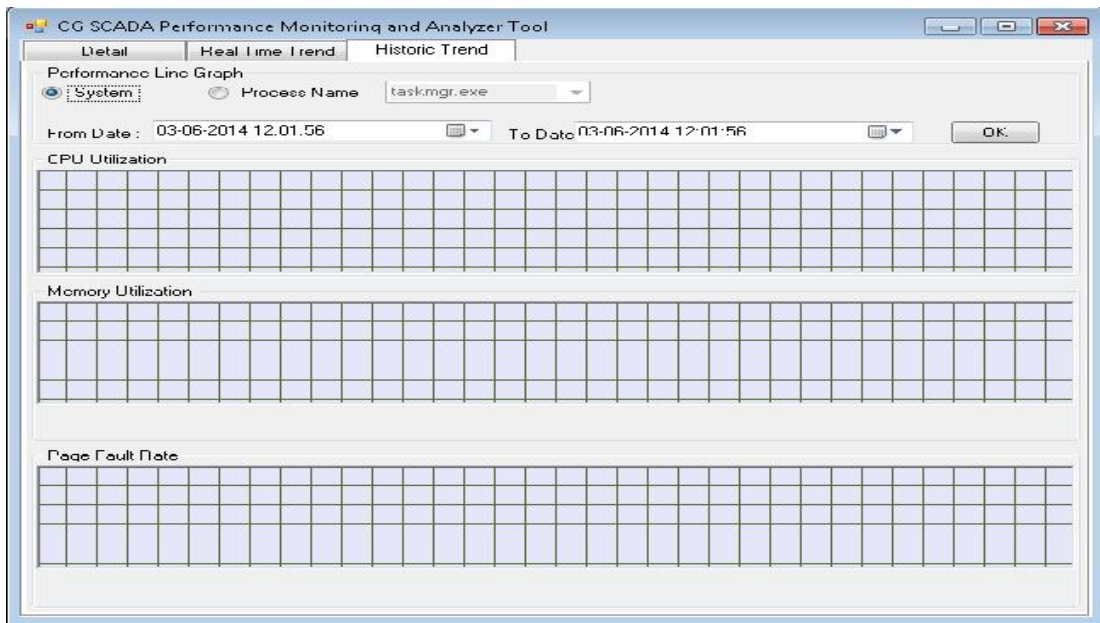 CG SCADA Performance Monitoring and Analyzer Tool
Detail Real Time Trend Historic Trend
Performance Line Graph
System Process Name taskmgr.exe
From Date : 03-06-2014 12:01:56 To Date 03-06-2014 12:01:56 OK
CPU Utilization
Memory Utilization
Page Fault Rate